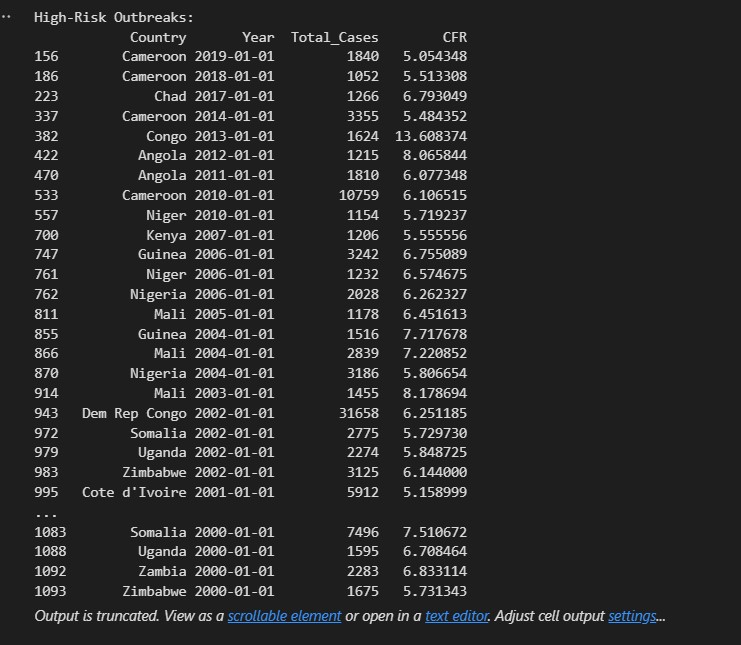 High-Risk Outbreaks:
Country Year Total_Cases CFR
156 Cameroon 2019-01-01 1840 5.054348
186 Cameroon 2018-01-01 1052 5.513308
223 Chad 2017-01-01 1266 6.793049
337 Cameroon 2014-01-01 3355 5.484352
382 Congo 2013-01-01 1624 13.608374
422 Angola 2012-01-01 1215 8.065844
470 Angola 2011-01-01 1810 6.077348
533 Cameroon 2010-01-01 10759 6.106515
557 Niger 2010-01-01 1154 5.719237
700 Kenya 2007-01-01 1206 5.555556
747 Guinea 2006-01-01 3242 6.755089
761 Niger 2006-01-01 1232 6.574675
762 Nigeria 2006-01-01 2028 6.262327
811 Mali 2005-01-01 1178 6.451613
855 Guinea 2004-01-01 1516 7.717678
866 Mali 2004-01-01 2839 7.220852
870 Nigeria 2004-01-01 3186 5.806654
914 Mali 2003-01-01 1455 8.178694
943 Dem Rep Congo 2002-01-01 31658 6.251185
972 Somalia 2002-01-01 2775 5.729730
979 Uganda 2002-01-01 2274 5.848725
983 Zimbabwe 2002-01-01 3125 6.144000
995 Cote d'Ivoire 2001-01-01 5912 5.158999
...
1083 Somalia 2000-01-01 7496 7.510672
1088 Uganda 2000-01-01 1595 6.708464
1092 Zambia 2000-01-01 2283 6.833114
1093 Zimbabwe 2000-01-01 1675 5.731343
Output is truncated. View as a scrollable element or open in a text editor. Adjust cell output settings...